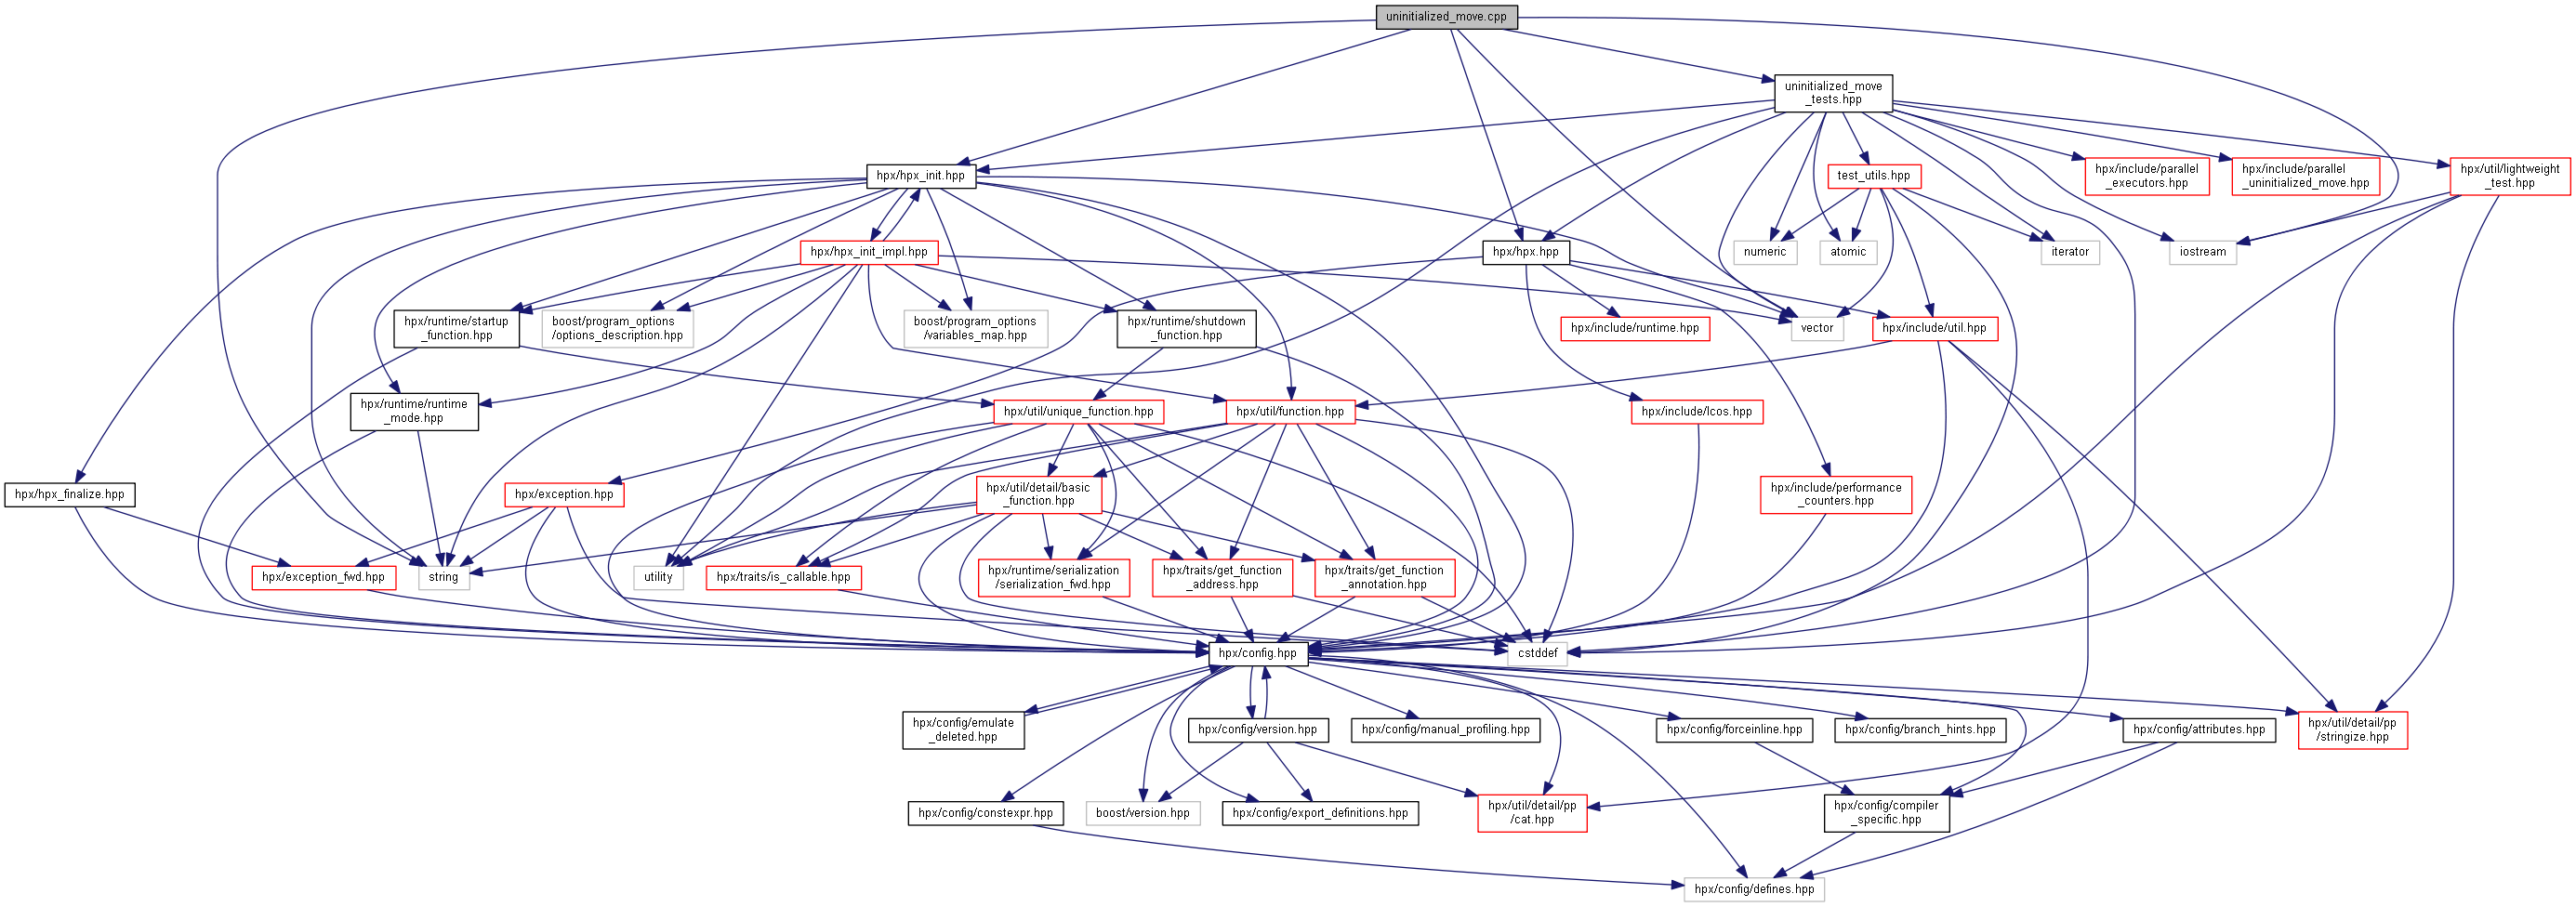 uninitialized_move.cpp
uninitialized_move
_tests.hpp
hpx/hpx_init.hpp
test_utils.hpp
hpx/include/parallel
_executors.hpp
hpx/include/parallel
_uninitialized_move.hpp
hpx/util/lightweight
_test.hpp
hpx/hpx_init_impl.hpp
hpx/hpx.hpp
numeric
atomic
iterator
iostream
hpx/runtime/startup
_function.hpp
boost/program_options
/options_description.hpp
boost/program_options
/variables_map.hpp
hpx/runtime/shutdown
_function.hpp
hpx/include/runtime.hpp
vector
hpx/include/util.hpp
hpx/runtime/runtime
_mode.hpp
hpx/util/unique_function.hpp
hpx/util/function.hpp
hpx/include/lcos.hpp
hpx/hpx_finalize.hpp
hpx/exception.hpp
hpx/util/detail/basic
_function.hpp
hpx/include/performance
_counters.hpp
hpx/exception_fwd.hpp
string
utility
hpx/traits/is_callable.hpp
hpx/runtime/serialization
/serialization_fwd.hpp
hpx/traits/get_function
_address.hpp
hpx/traits/get_function
_annotation.hpp
hpx/config.hpp
cstddef
hpx/config/emulate
_deleted.hpp
hpx/config/version.hpp
hpx/config/manual_profiling.hpp
hpx/config/forceinline.hpp
hpx/config/branch_hints.hpp
hpx/config/attributes.hpp
hpx/util/detail/pp
/stringize.hpp
hpx/config/constexpr.hpp
boost/version.hpp
hpx/config/export_definitions.hpp
hpx/util/detail/pp
/cat.hpp
hpx/config/compiler
_specific.hpp
hpx/config/defines.hpp